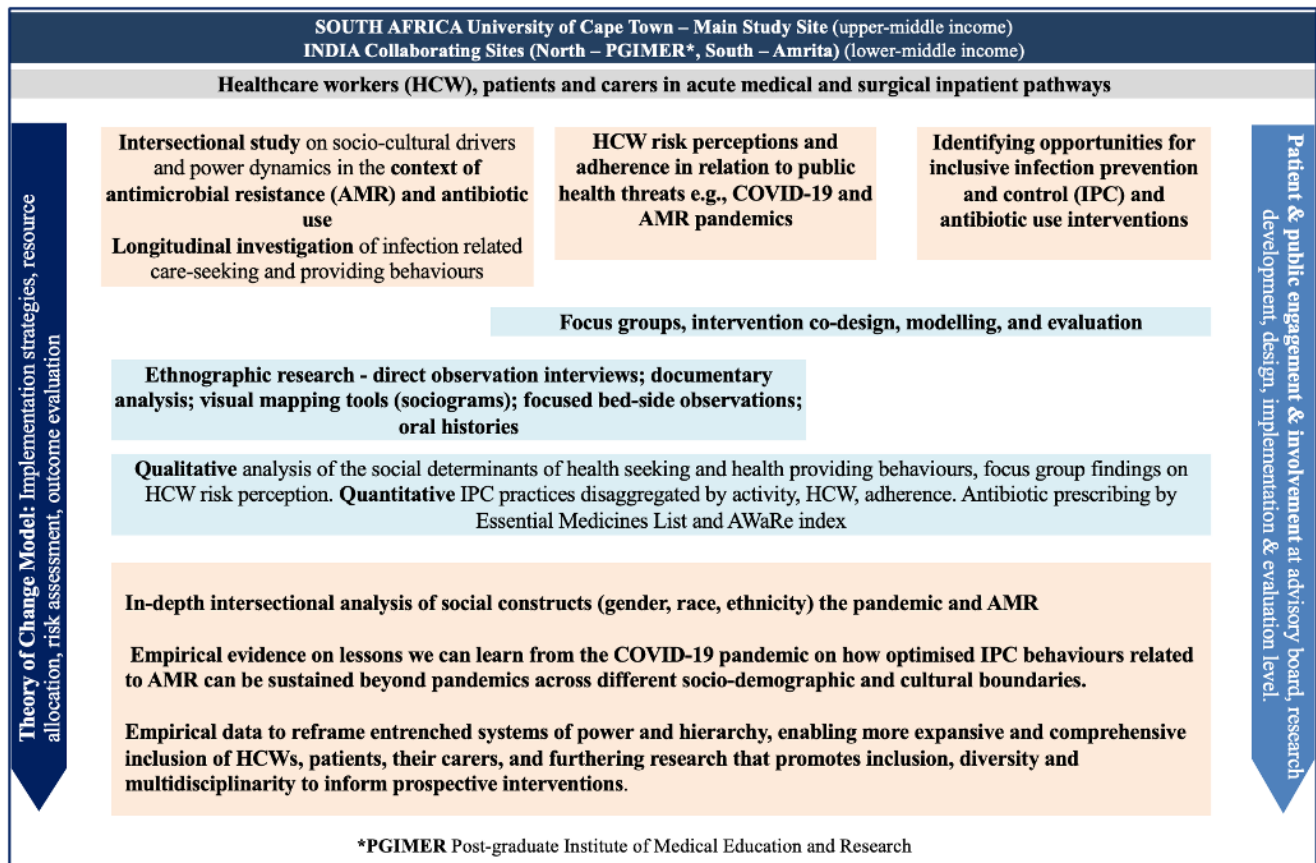 SOUTH AFRICA University of Cape Town – Main Study Site (upper-middle income)
INDIA Collaborating Sites (North – PGIMER*, South – Amrita) (lower-middle income)
Healthcare workers (HCW), patients and carers in acute medical and surgical inpatient pathways
Theory of Change Model: Implementation strategies, resource
allocation, risk assessment, outcome evaluation
Intersectional study on socio-cultural drivers
and power dynamics in the context of
antimicrobial resistance (AMR) and antibiotic
use
Longitudinal investigation of infection related
care-seeking and providing behaviours
HCW risk perceptions and
adherence in relation to public
health threats e.g., COVID-19 and
AMR pandemics
Identifying opportunities for
inclusive infection prevention
and control (IPC) and
antibiotic use interventions
Patient & public engagement & involvement at advisory board, research
development, design, implementation & evaluation level.
Focus groups, intervention co-design, modelling, and evaluation
Ethnographic research - direct observation interviews; documentary
analysis; visual mapping tools (sociograms); focused bed-side observations;
oral histories
Qualitative analysis of the social determinants of health seeking and health providing behaviours, focus group findings on
HCW risk perception. Quantitative IPC practices disaggregated by activity, HCW, adherence. Antibiotic prescribing by
Essential Medicines List and AWaRe index
In-depth intersectional analysis of social constructs (gender, race, ethnicity) the pandemic and AMR
Empirical evidence on lessons we can learn from the COVID-19 pandemic on how optimised IPC behaviours related
to AMR can be sustained beyond pandemics across different socio-demographic and cultural boundaries.
Empirical data to reframe entrenched systems of power and hierarchy, enabling more expansive and comprehensive
inclusion of HCWs, patients, their carers, and furthering research that promotes inclusion, diversity and
multidisciplinarity to inform prospective interventions.
*PGIMER Post-graduate Institute of Medical Education and Research